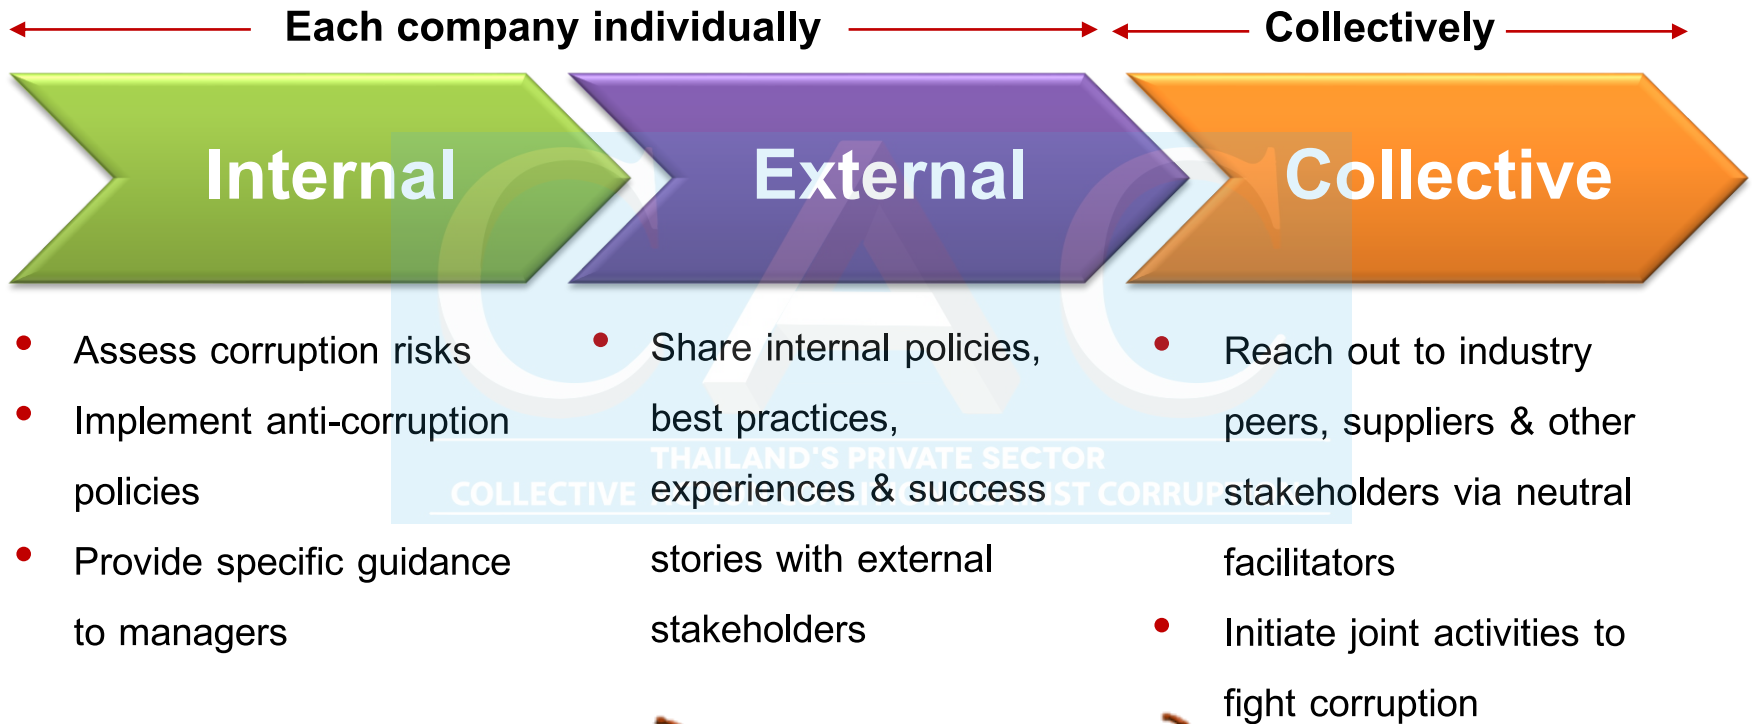 Each company individually
Collectively
Internal
External
Collective
• Assess corruption risks
• Implement anti-corruption
policies
• Provide specific guidance
to managers
• Share internal policies,
best practices,
experiences & success
stories with external
stakeholders
• Reach out to industry
peers, suppliers & other
stakeholders via neutral
facilitators
• Initiate joint activities to
fight corruption
CAC
THAILAND'S PRIVATE SECTOR
COLLECTIVE